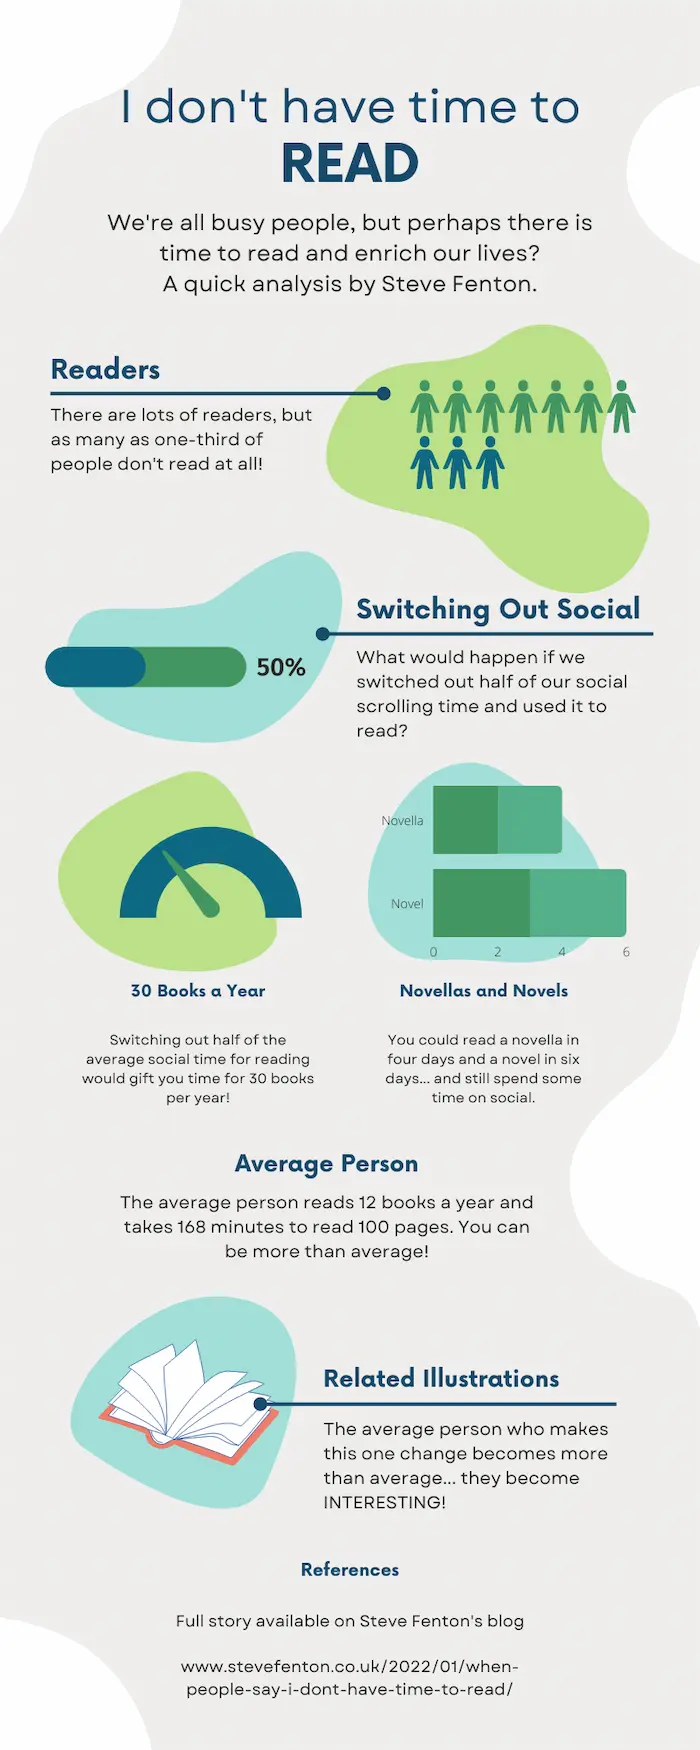 I don't have time to
READ
We're all busy people, but perhaps there is
time to read and enrich our lives?
A quick analysis by Steve Fenton.
Readers
There are lots of readers, but
as many as one-third of
people don't read at all!
50%
Switching Out Social
What would happen if we
switched out half of our social
scrolling time and used it to
read?
30 Books a Year
Switching out half of the
average social time for reading
would gift you time for 30 books
per year!
Novella
Novel
0 2 4 6
Novellas and Novels
You could read a novella in
four days and a novel in six
days... and still spend some
time on social.
Average Person
The average person reads 12 books a year and
takes 168 minutes to read 100 pages. You can
be more than average!
Related Illustrations
The average person who makes
this one change becomes more
than average... they become
INTERESTING!
References
Full story available on Steve Fenton's blog
www.stevefenton.co.uk/2022/01/when-
people-say-i-dont-have-time-to-read/